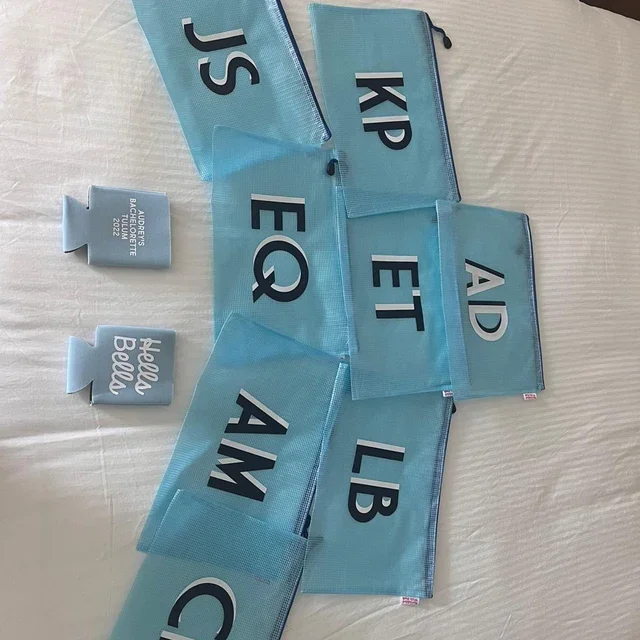 JS
KP
EQ
ET
AD
AM
LB
AUDREY'S
BACHELORETTE
TULUM
2022
Hells
Bells